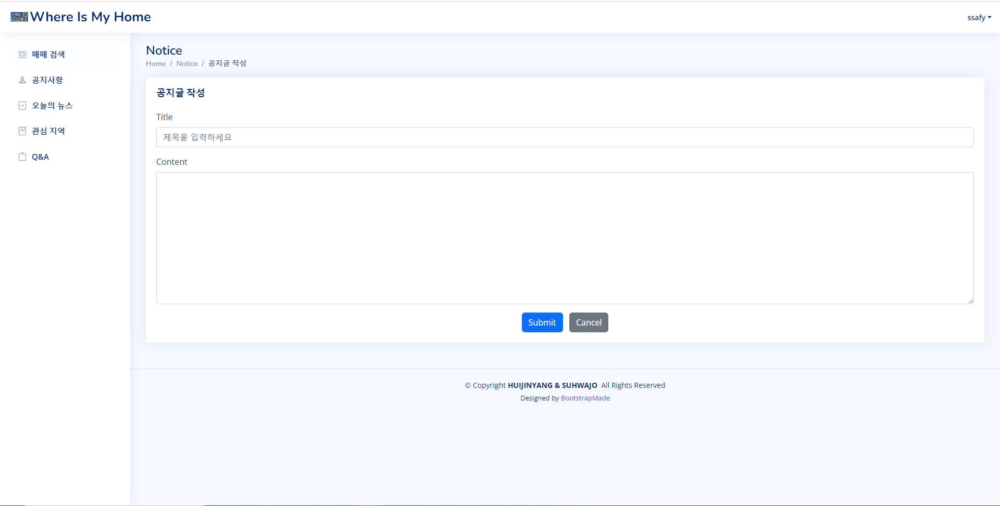 Where Is My Home
ssafy
매매 검색
공지사항
오늘의 뉴스
관심 지역
Q&A
Notice
Home / Notice / 공지글 작성
공지글 작성
Title
제목을 입력하세요
Content
Submit
Cancel
© Copyright HUIJINYANG & SUHWAJO All Rights Reserved
Designed by BootstrapMade